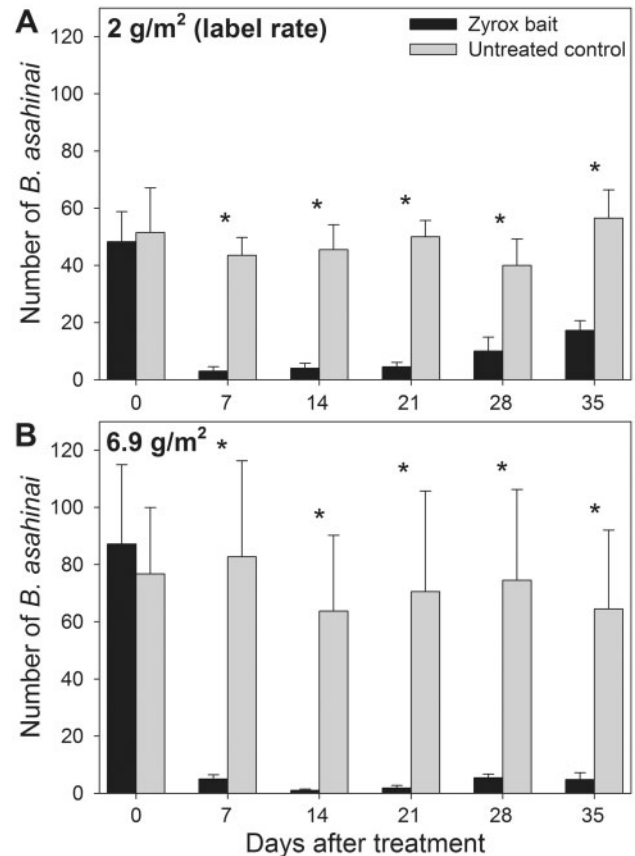 A
2 g/m² (label rate)
Zyrox bait
Untreated control
Number of B. asahinai
120
100
80
60
40
20
0
*
*
*
*
*
0 7 14 21 28 35
B
6.9 g/m²
Number of B. asahinai
120
100
80
60
40
20
0
*
*
*
*
*
0 7 14 21 28 35
Days after treatment